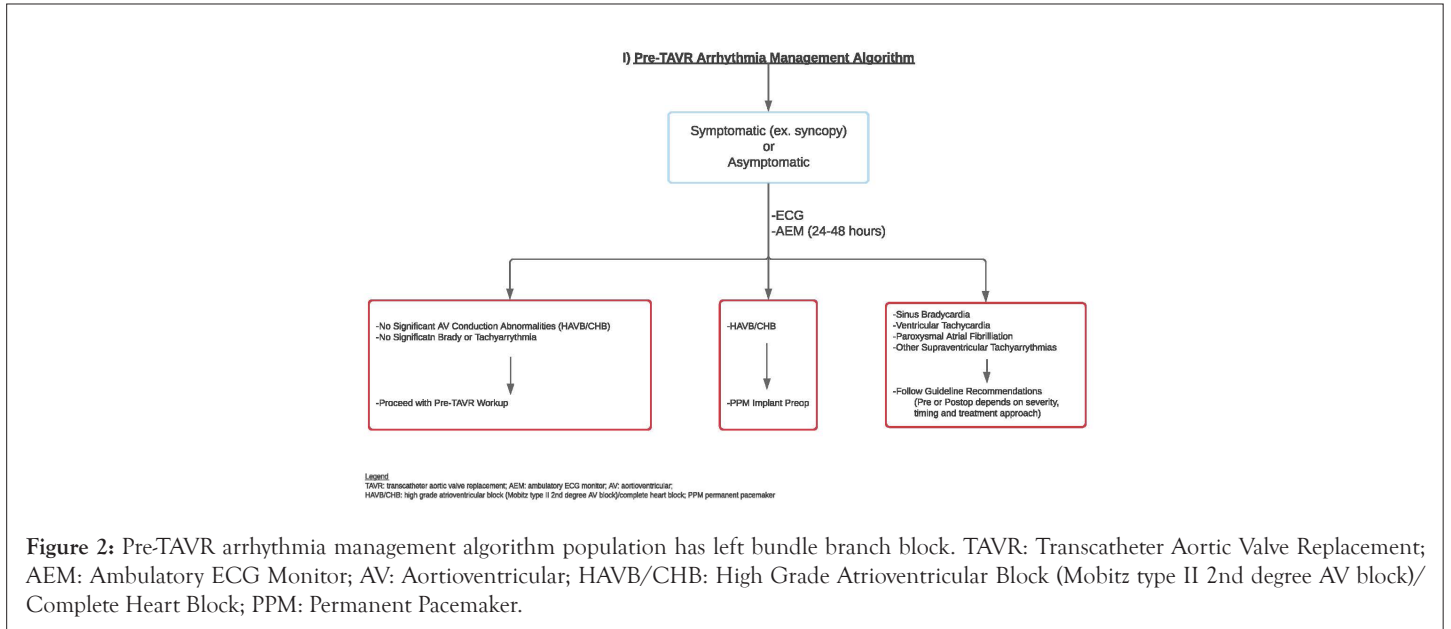 I) Pre-TAVR Arrhythmia Management Algorithm
Symptomatic (ex. syncopy)
or
Asymptomatic
-ECG
-AEM (24-48 hours)
-No Significant AV Conduction Abnormalities (HAVB/CHB)
-No Significatn Brady or Tachyarrythmia
-Proceed with Pre-TAVR Workup
-HAVB/CHB
-PPM Implant Preop
-Sinus Bradycardia
-Ventricular Tachycardia
-Paroxysmal Atrial Fibrilliation
-Other Supraventricular Tachyarrythmias
-Follow Guideline Recommendations
(Pre or Postop depends on severity,
timing and treatment approach)
Legend
TAVR: transcatheter aortic valve replacement; AEM: ambulatory ECG monitor; AV: aortioventricular;
HAVB/CHB: high grade atrioventricular block (Mobitz type II 2nd degree AV block)/complete heart block; PPM permanent pacemaker
Figure 2: Pre-TAVR arrhythmia management algorithm population has left bundle branch block. TAVR: Transcatheter Aortic Valve Replacement;
AEM: Ambulatory ECG Monitor; AV: Aortioventricular; HAVB/CHB: High Grade Atrioventricular Block (Mobitz type II 2nd degree AV block)/
Complete Heart Block; PPM: Permanent Pacemaker.